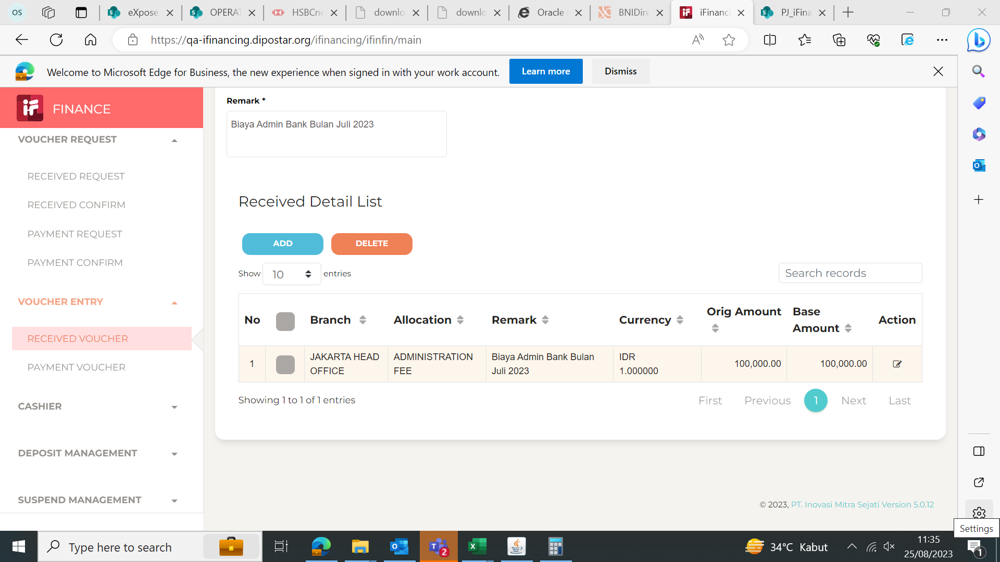 OS
eXpose
OPERAT
HSBCne
downlo
downlo
Oracle
BNIDire
iFinanci
PJ_iFina
https://qa-ifinancing.dipostar.org/ifinancing/ifinfin/main
Welcome to Microsoft Edge for Business, the new experience when signed in with your work account.
Learn more
Dismiss
iF FINANCE
VOUCHER REQUEST
RECEIVED REQUEST
RECEIVED CONFIRM
PAYMENT REQUEST
PAYMENT CONFIRM
VOUCHER ENTRY
RECEIVED VOUCHER
PAYMENT VOUCHER
CASHIER
DEPOSIT MANAGEMENT
SUSPEND MANAGEMENT
Remark *
Biaya Admin Bank Bulan Juli 2023
Received Detail List
ADD
DELETE
Show 10 entries
Search records
No Branch Allocation Remark Currency Orig Amount Base Amount Action
1 JAKARTA HEAD OFFICE ADMINISTRATION FEE Biaya Admin Bank Bulan Juli 2023 IDR 1.000000 100,000.00 100,000.00
Showing 1 to 1 of 1 entries
First Previous 1 Next Last
© 2023, PT. Inovasi Mitra Sejati Version 5.0.12
Settings
Type here to search
2
34°C Kabut
11:35
25/08/2023
1